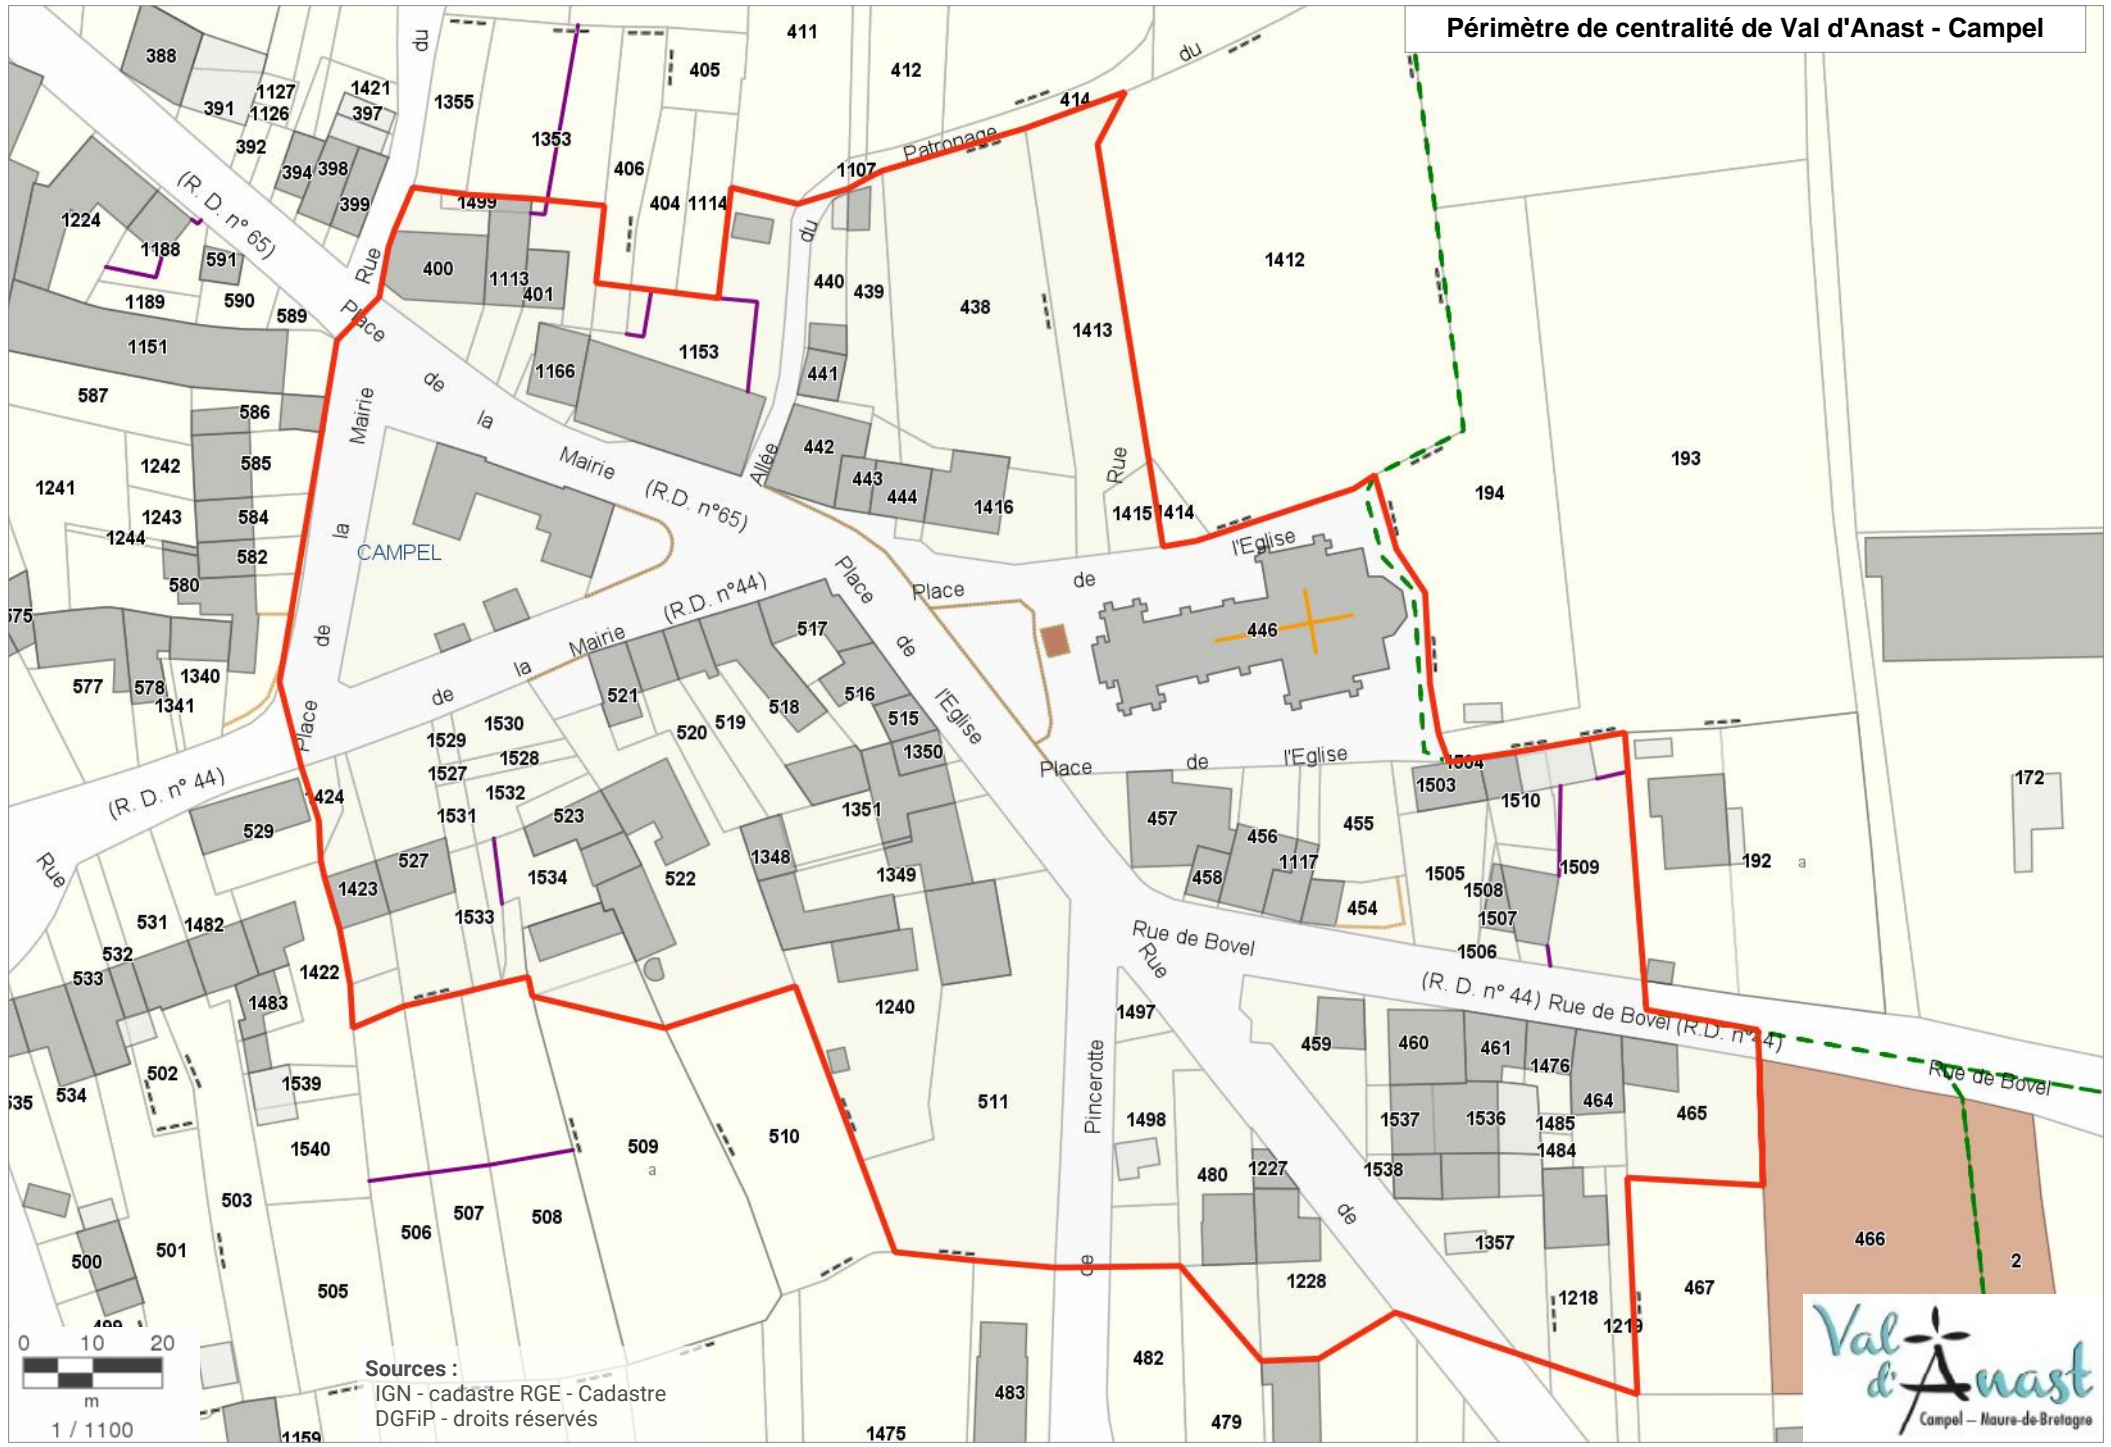 Périmètre de centralité de Val d'Anast - Campel
388
391
1127
1126
392
1421
397
394
398
399
du
1355
1353
405
406
404
1114
411
412
414
du
Patronage
1107
1499
400
1113
401
Rue
(R. D. n° 65)
1224
1188
591
1189
590
589
1151
587
586
Place
de
la
Mairie
(R.D. n°65)
1166
1153
du
440
439
438
1413
1412
441
442
443
444
1416
Allée
Rue
1415
1414
193
194
1241
1242
585
1243
584
1244
582
580
575
577
578
1341
1340
Mairie
la
de
Place
CAMPEL
Place
de
l'Eglise
Place
de
l'Eglise
446
Place
de
l'Eglise
de
la
Mairie
(R.D. n°44)
517
516
515
1350
518
519
520
521
1530
1529
1528
1527
1532
1531
523
522
1534
1533
527
1423
1424
529
(R. D. n° 44)
Rue
531
1482
532
533
1422
1483
502
534
535
1539
1540
503
501
500
499
505
506
507
508
509
a
510
1348
1351
1349
1240
511
457
456
458
1117
455
454
1504
1503
1510
1505
1508
1507
1509
1506
192
a
172
Rue de Bovel
(R. D. n° 44) Rue de Bovel (R.D. n°44)
Rue de Bovel
Rue
de
Pincerotte
de
1497
1498
480
1227
1228
482
479
483
1475
1159
459
460
461
1476
464
465
1537
1536
1485
1484
1538
1357
1218
1219
467
466
2
0 10 20
m
1 / 1100
Sources :
IGN - cadastre RGE - Cadastre
DGFiP - droits réservés
Val
d'Anast
Campel – Maure-de-Bretagne